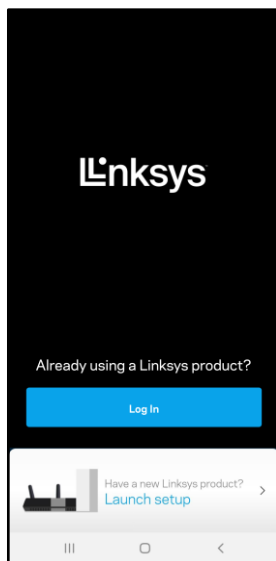 Linksys
Already using a Linksys product?
Log In
Have a new Linksys product?
Launch setup